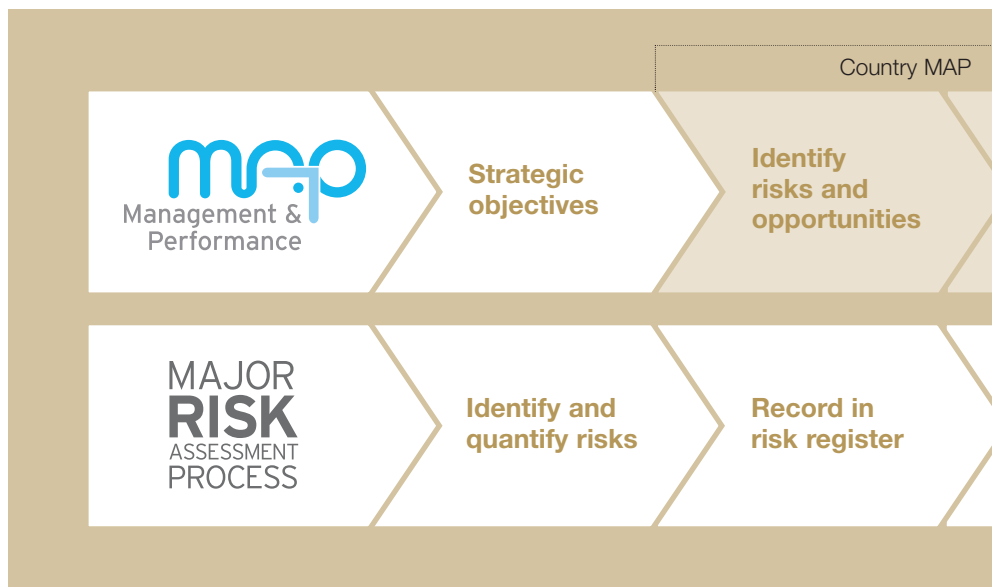 Country MAP
map
Management &
Performance
Strategic
objectives
Identify
risks and
opportunities
MAJOR
RISK
ASSESSMENT
PROCESS
Identify and
quantify risks
Record in
risk register